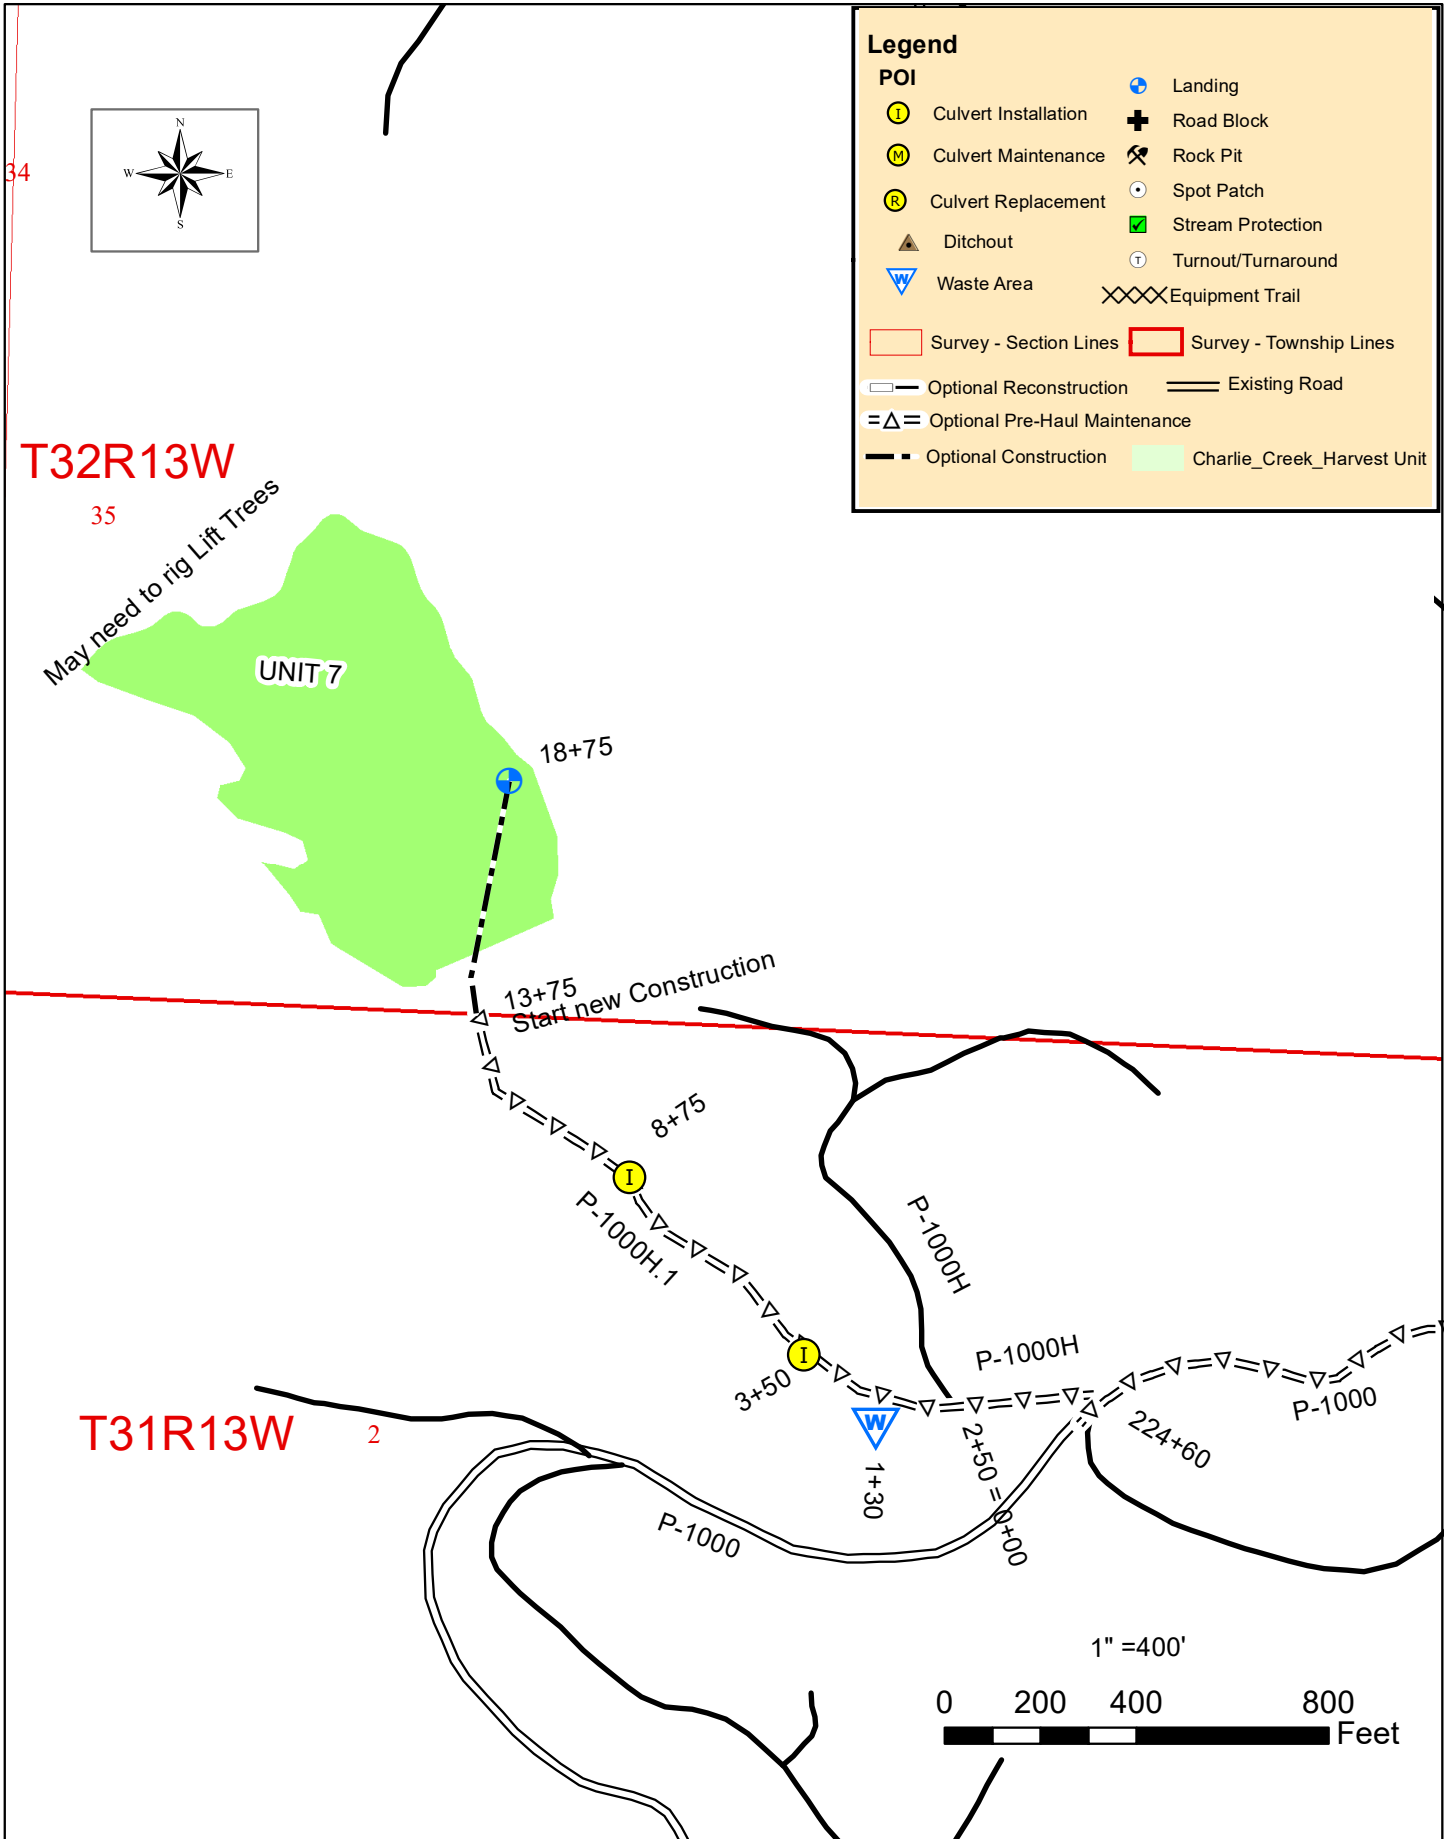 Legend
POI
I Culvert Installation
M Culvert Maintenance
R Culvert Replacement
Ditchout
W Waste Area
Landing
Road Block
Rock Pit
Spot Patch
Stream Protection
T Turnout/Turnaround
Equipment Trail
Survey - Section Lines
Survey - Township Lines
Optional Reconstruction
Existing Road
Optional Pre-Haul Maintenance
Optional Construction
Charlie_Creek_Harvest Unit
N
W E
S
34
T32R13W
35
May need to rig Lift Trees
UNIT 7
18+75
13+75
Start new Construction
8+75
I
P-1000H.1
P-1000H
I
3+50
P-1000H
P-1000
224+60
W
1+30
2+50 = 0+00
T31R13W
2
P-1000
1" =400'
0 200 400 800
Feet